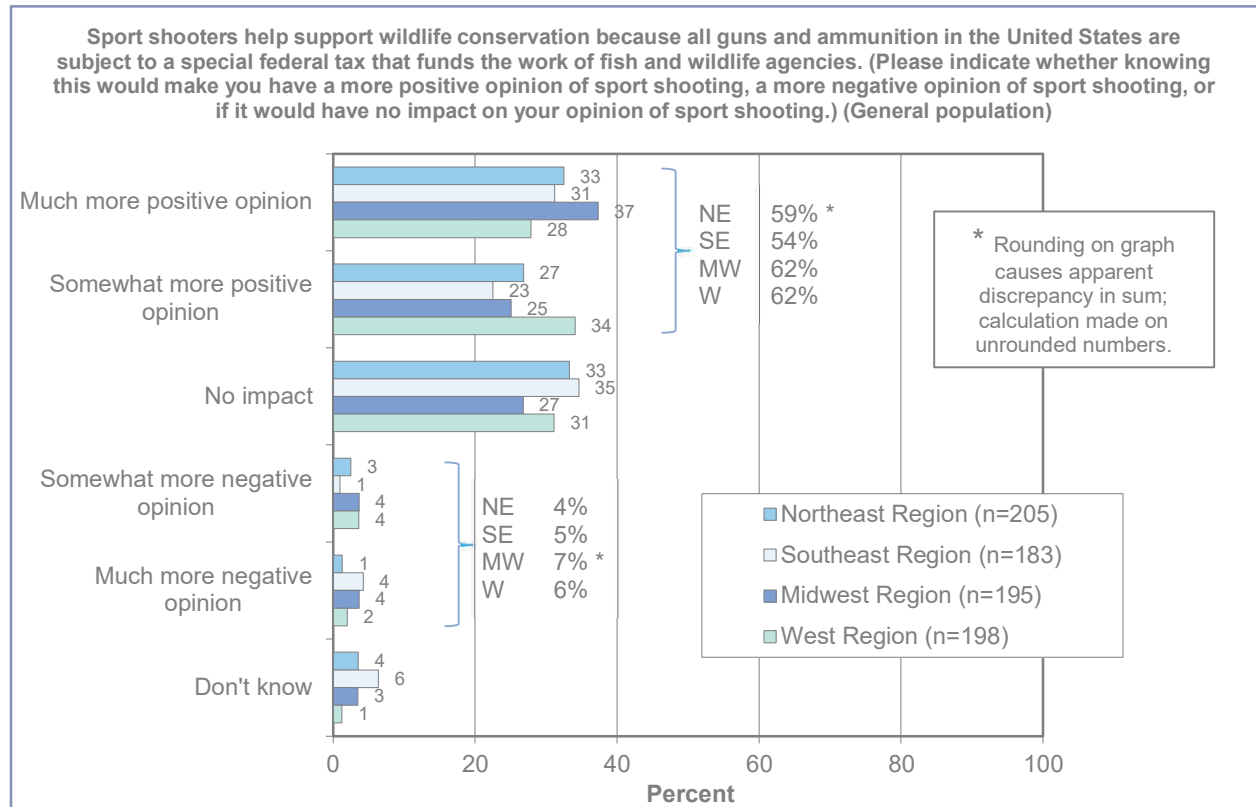 Sport shooters help support wildlife conservation because all guns and ammunition in the United States are
subject to a special federal tax that funds the work of fish and wildlife agencies. (Please indicate whether knowing
this would make you have a more positive opinion of sport shooting, a more negative opinion of sport shooting, or
if it would have no impact on your opinion of sport shooting.) (General population)
Much more positive opinion
33
31
37
28
Somewhat more positive
opinion
27
23
25
34
NE 59% *
SE 54%
MW 62%
W 62%
* Rounding on graph
causes apparent
discrepancy in sum;
calculation made on
unrounded numbers.
No impact
33
35
27
31
Somewhat more negative
opinion
3
1
4
4
Much more negative
opinion
1
4
4
2
NE 4%
SE 5%
MW 7% *
W 6%
Northeast Region (n=205)
Southeast Region (n=183)
Midwest Region (n=195)
West Region (n=198)
Don't know
4
6
3
1
0 20 40 60 80 100
Percent